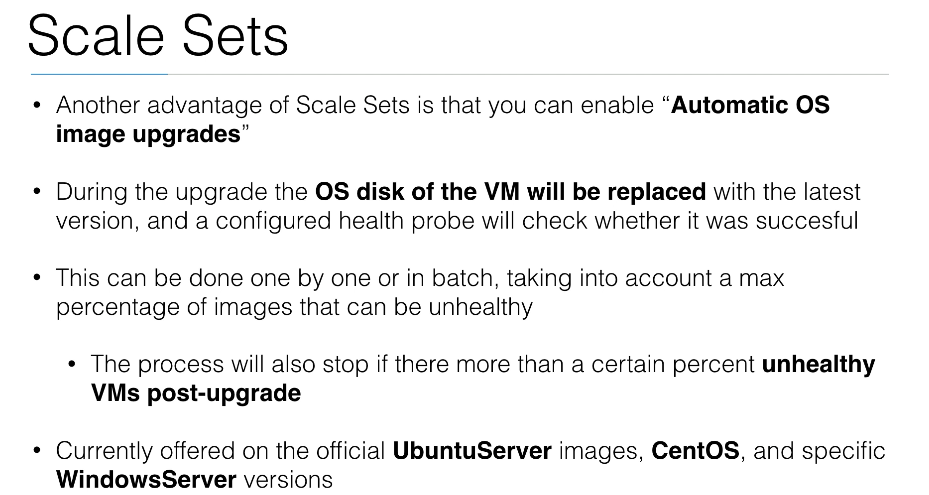 Scale Sets
• Another advantage of Scale Sets is that you can enable “Automatic OS
image upgrades”
• During the upgrade the OS disk of the VM will be replaced with the latest
version, and a configured health probe will check whether it was succesful
• This can be done one by one or in batch, taking into account a max
percentage of images that can be unhealthy
• The process will also stop if there more than a certain percent unhealthy
VMs post-upgrade
• Currently offered on the official UbuntuServer images, CentOS, and specific
WindowsServer versions